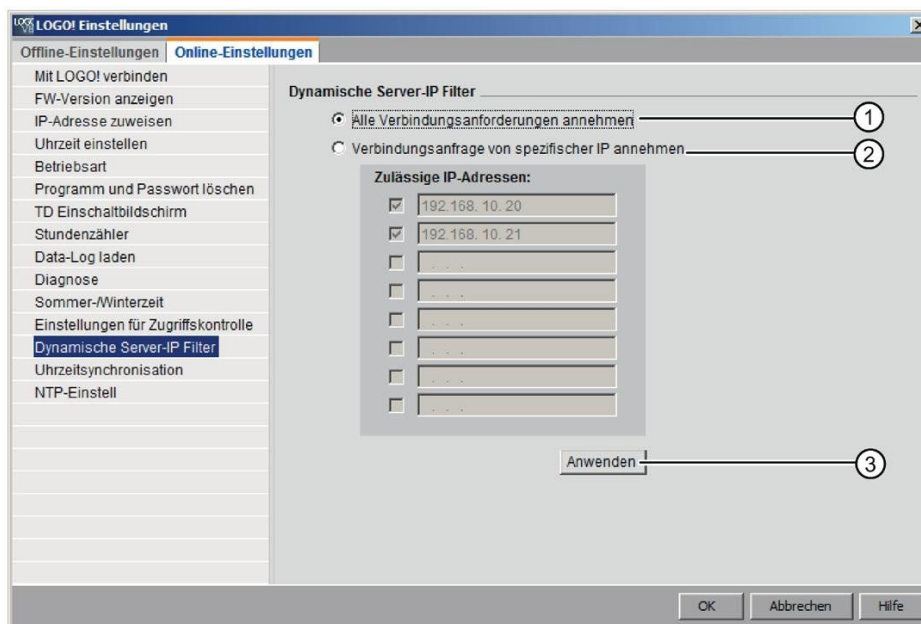 LOGO! Einstellungen
Offline-Einstellungen
Online-Einstellungen
Mit LOGO! verbinden
FW-Version anzeigen
IP-Adresse zuweisen
Uhrzeit einstellen
Betriebsart
Programm und Passwort löschen
TD Einschaltbildschirm
Stundenzähler
Data-Log laden
Diagnose
Sommer-/Winterzeit
Einstellungen für Zugriffskontrolle
Dynamische Server-IP Filter
Uhrzeitsynchronisation
NTP-Einstell
Dynamische Server-IP Filter
Alle Verbindungsanforderungen annehmen
1
Verbindungsanfrage von spezifischer IP annehmen
2
Zulässige IP-Adressen:
192.168. 10. 20
192.168. 10. 21
. . .
. . .
. . .
. . .
. . .
. . .
Anwenden
3
OK
Abbrechen
Hilfe